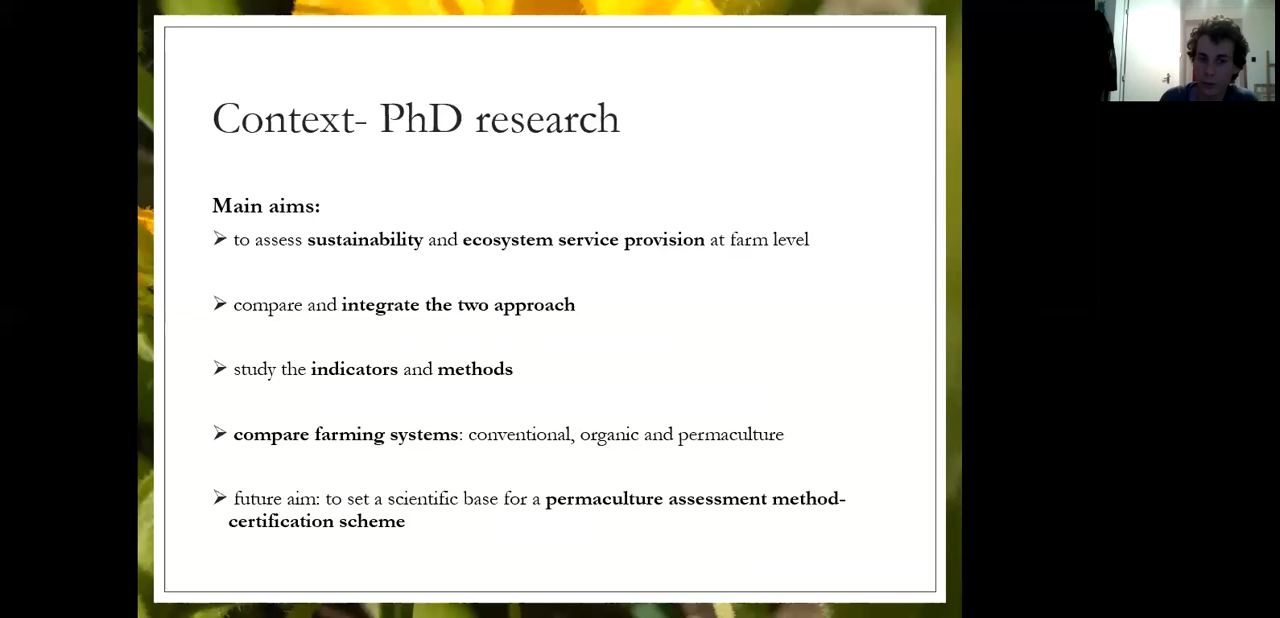 Context- PhD research
Main aims:
➢ to assess sustainability and ecosystem service provision at farm level
➢ compare and integrate the two approach
➢ study the indicators and methods
➢ compare farming systems: conventional, organic and permaculture
➢ future aim: to set a scientific base for a permaculture assessment method-
certification scheme